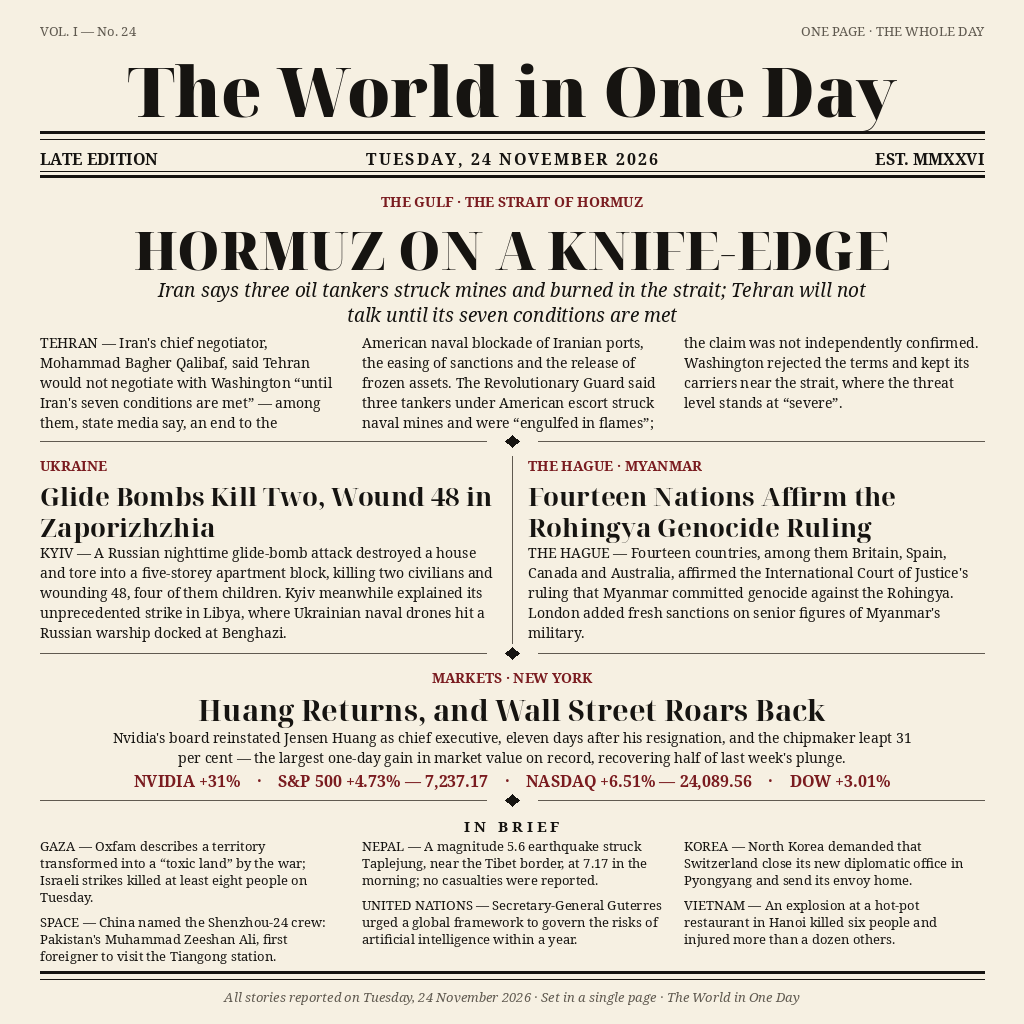 VOL. I — No. 24
ONE PAGE · THE WHOLE DAY
The World in One Day
LATE EDITION
TUESDAY, 24 NOVEMBER 2026
EST. MMXXVI
THE GULF · THE STRAIT OF HORMUZ
HORMUZ ON A KNIFE-EDGE
Iran says three oil tankers struck mines and burned in the strait; Tehran will not
talk until its seven conditions are met
TEHRAN — Iran's chief negotiator,
Mohammad Bagher Qalibaf, said Tehran
would not negotiate with Washington “until
Iran's seven conditions are met” — among
them, state media say, an end to the
American naval blockade of Iranian ports,
the easing of sanctions and the release of
frozen assets. The Revolutionary Guard said
three tankers under American escort struck
naval mines and were “engulfed in flames”;
the claim was not independently confirmed.
Washington rejected the terms and kept its
carriers near the strait, where the threat
level stands at “severe”.
UKRAINE
Glide Bombs Kill Two, Wound 48 in
Zaporizhzhia
KYIV — A Russian nighttime glide-bomb attack destroyed a house
and tore into a five-storey apartment block, killing two civilians and
wounding 48, four of them children. Kyiv meanwhile explained its
unprecedented strike in Libya, where Ukrainian naval drones hit a
Russian warship docked at Benghazi.
THE HAGUE · MYANMAR
Fourteen Nations Affirm the
Rohingya Genocide Ruling
THE HAGUE — Fourteen countries, among them Britain, Spain,
Canada and Australia, affirmed the International Court of Justice's
ruling that Myanmar committed genocide against the Rohingya.
London added fresh sanctions on senior figures of Myanmar's
military.
MARKETS · NEW YORK
Huang Returns, and Wall Street Roars Back
Nvidia's board reinstated Jensen Huang as chief executive, eleven days after his resignation, and the chipmaker leapt 31
per cent — the largest one-day gain in market value on record, recovering half of last week's plunge.
NVIDIA +31% · S&P 500 +4.73% — 7,237.17 · NASDAQ +6.51% — 24,089.56 · DOW +3.01%
IN BRIEF
GAZA — Oxfam describes a territory
transformed into a “toxic land” by the war;
Israeli strikes killed at least eight people on
Tuesday.
SPACE — China named the Shenzhou-24 crew:
Pakistan's Muhammad Zeeshan Ali, first
foreigner to visit the Tiangong station.
NEPAL — A magnitude 5.6 earthquake struck
Taplejung, near the Tibet border, at 7.17 in the
morning; no casualties were reported.
UNITED NATIONS — Secretary-General Guterres
urged a global framework to govern the risks of
artificial intelligence within a year.
KOREA — North Korea demanded that
Switzerland close its new diplomatic office in
Pyongyang and send its envoy home.
VIETNAM — An explosion at a hot-pot
restaurant in Hanoi killed six people and
injured more than a dozen others.
All stories reported on Tuesday, 24 November 2026 · Set in a single page · The World in One Day